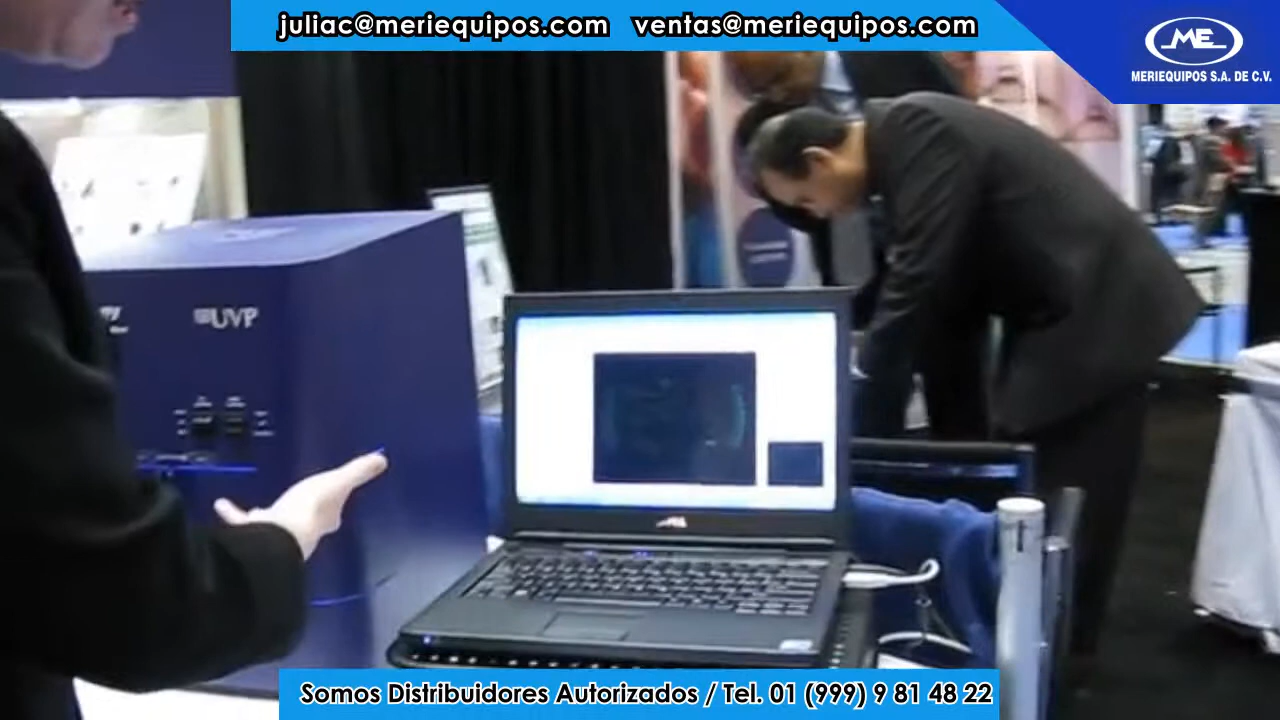 juliac@meriequipos.com ventas@meriequipos.com
ME
MERIEQUIPOS S.A. DE C.V.
UVP
Somos Distribuidores Autorizados / Tel. 01 (999) 9 81 48 22